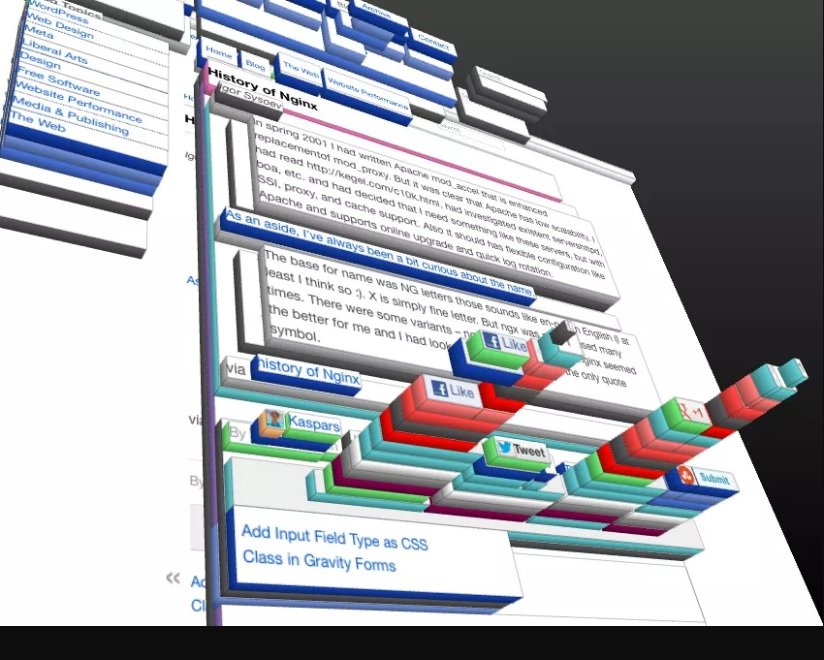 Topics
WordPress
Web Design
Meta
Liberal Arts
Design
Free Software
Website Performance
Media & Publishing
The Web
Archive
Contact
Home
Blog
The Web
Website Performance
History of Nginx
Igor Sysoev
In spring 2001 I had written Apache mod_accel that is enhanced
replacementof mod_proxy. But it was clear that Apache has low scalability. I
had read http://kegel.com/c10k.html, had investigated existent servershttpd,
boa, etc. and had decided that I need something like these servers, but with
SSI, proxy, and cache support. Also it should has flexible configuration like
Apache and supports online upgrade and quick log rotation.
As an aside, I've always been a bit curious about the name
The base for name was NG letters those sounds like en- in English (i at
least I think so :). X is simply fine letter. But ngx was used many
times. There were some variants – nginx seemed
the better for me and I had look the only quote
symbol.
via history of Nginx
Like
Like
+1
By Kaspars
Tweet
Submit
Add Input Field Type as CSS
Class in Gravity Forms
«